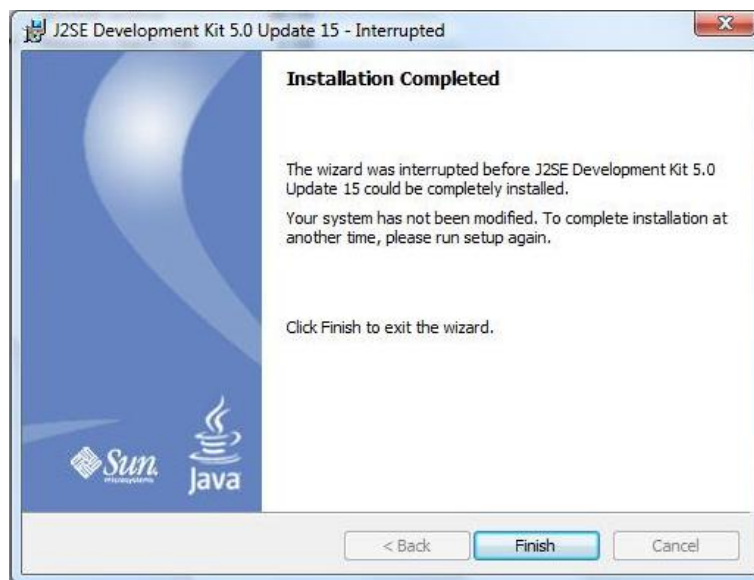 J2SE Development Kit 5.0 Update 15 - Interrupted
Installation Completed
The wizard was interrupted before J2SE Development Kit 5.0
Update 15 could be completely installed.
Your system has not been modified. To complete installation at
another time, please run setup again.
Click Finish to exit the wizard.
Sun
microsystems
Java
< Back
Finish
Cancel